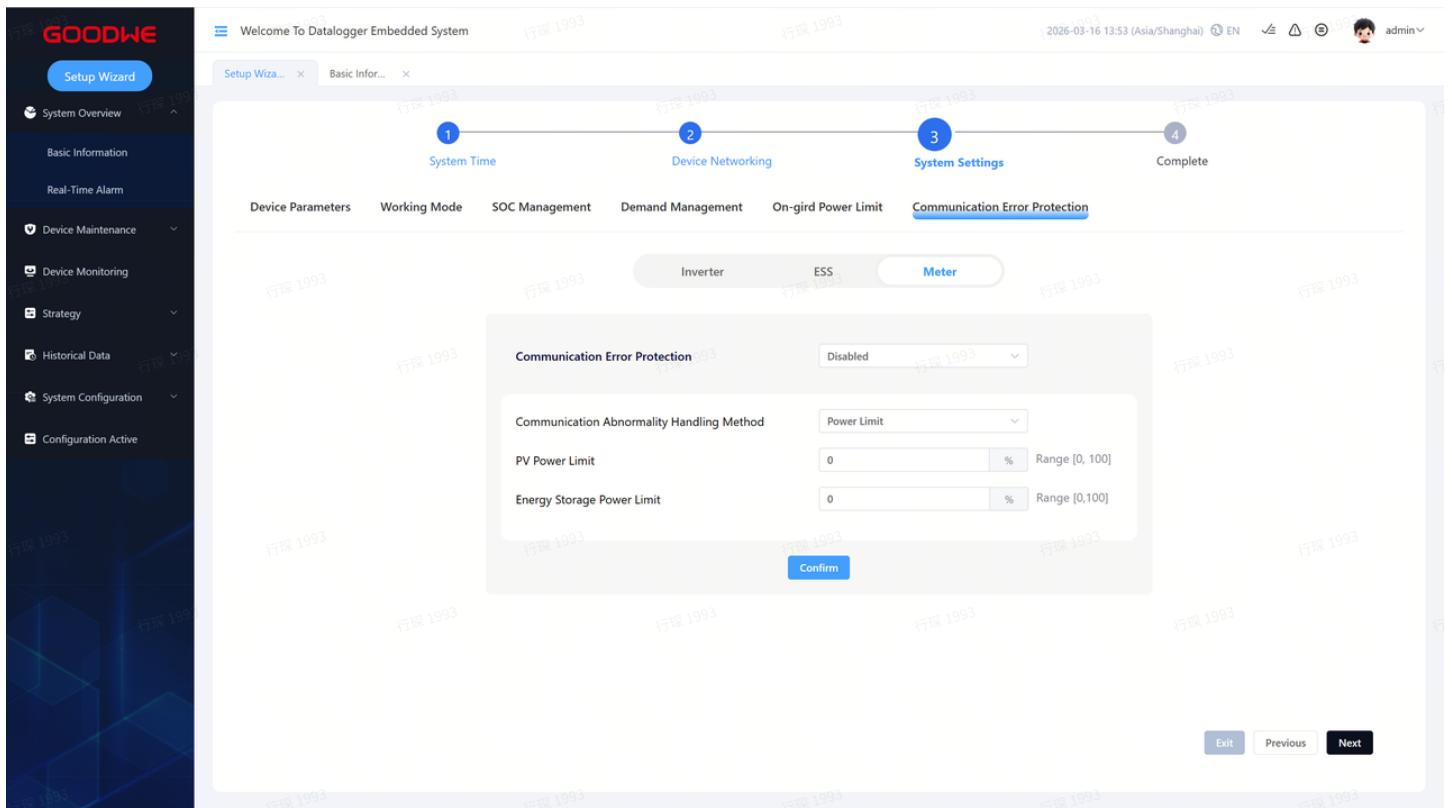 GOODWE
Welcome To Datalogger Embedded System
2026-03-16 13:53 (Asia/Shanghai) EN
admin
Setup Wizard
Setup Wiza... ×
Basic Infor... ×
System Overview
Basic Information
Real-Time Alarm
Device Maintenance
Device Monitoring
Strategy
Historical Data
System Configuration
Configuration Active
1
2
3
4
System Time
Device Networking
System Settings
Complete
Device Parameters
Working Mode
SOC Management
Demand Management
On-gird Power Limit
Communication Error Protection
Inverter
ESS
Meter
Communication Error Protection
Disabled
Communication Abnormality Handling Method
Power Limit
PV Power Limit
0 % Range [0, 100]
Energy Storage Power Limit
0 % Range [0,100]
Confirm
Exit
Previous
Next
行琛 1993